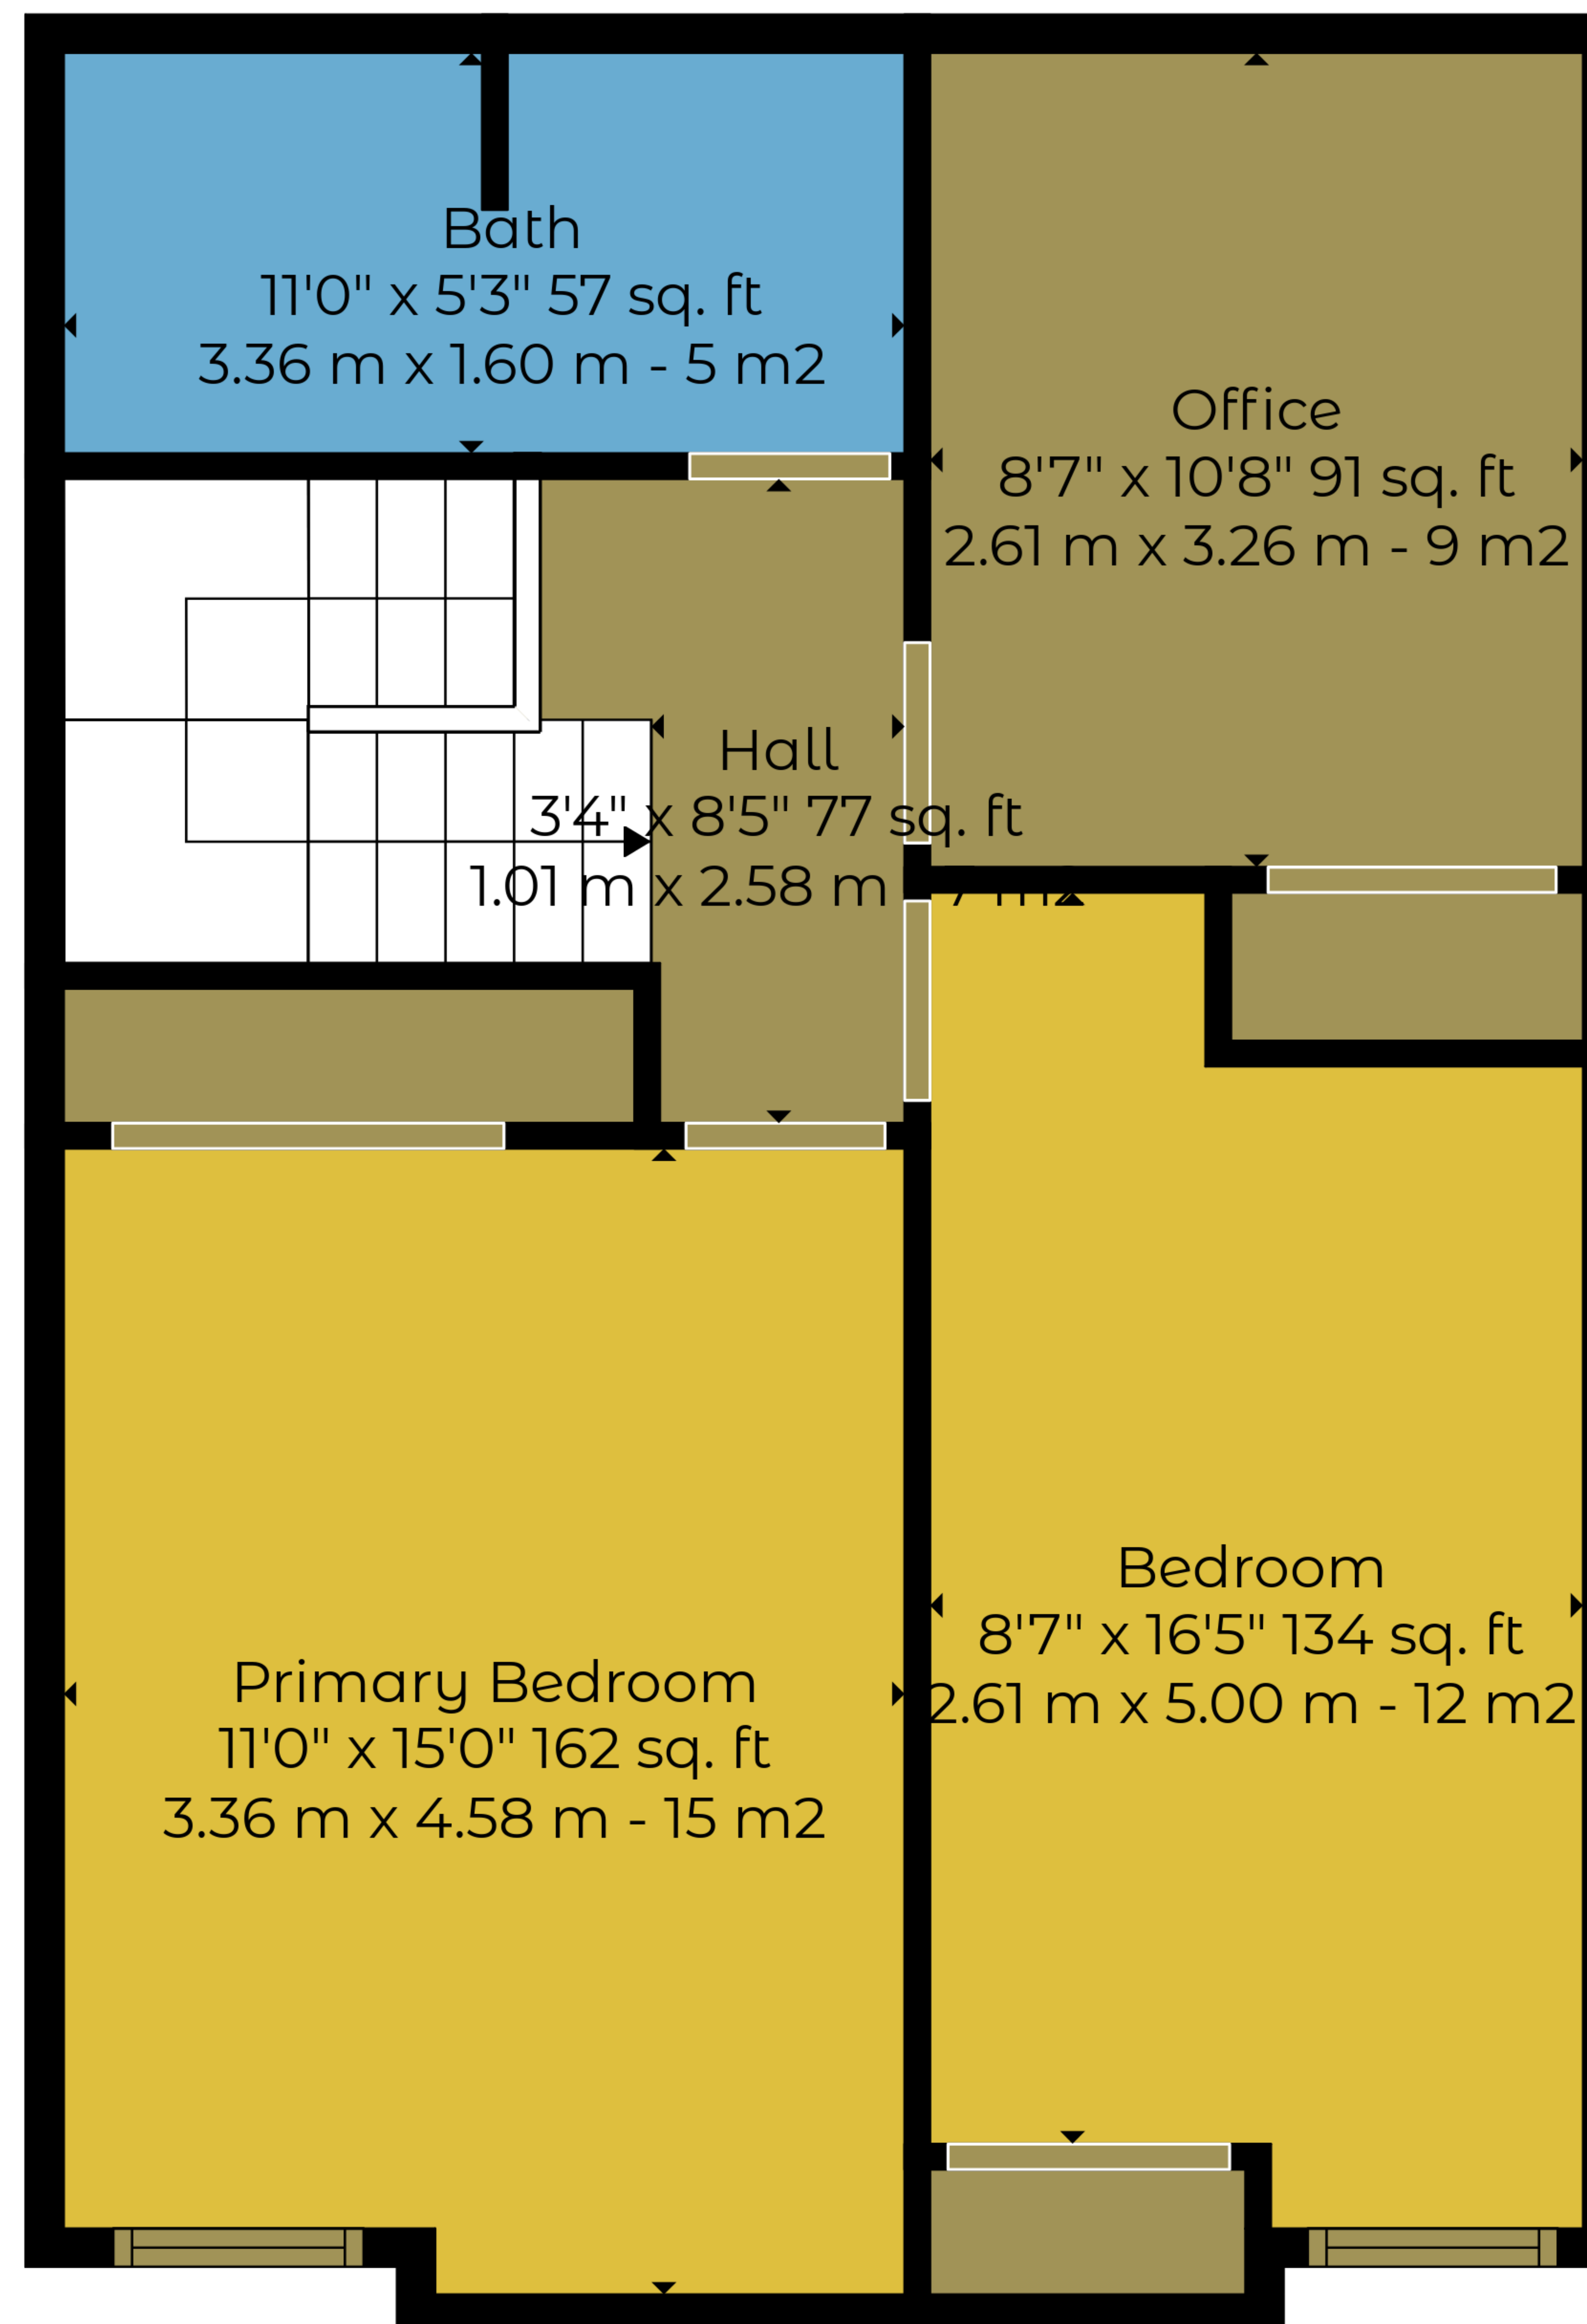 Bath
11'0" x 5'3" 57 sq. ft
3.36 m x 1.60 m - 5 m2
Office
8'7" x 10'8" 91 sq. ft
2.61 m x 3.26 m - 9 m2
Hall
3'4" x 8'5" 77 sq. ft
1.01 m x 2.58 m
Bedroom
8'7" x 16'5" 134 sq. ft
2.61 m x 5.00 m - 12 m2
Primary Bedroom
11'0" x 15'0" 162 sq. ft
3.36 m x 4.58 m - 15 m2